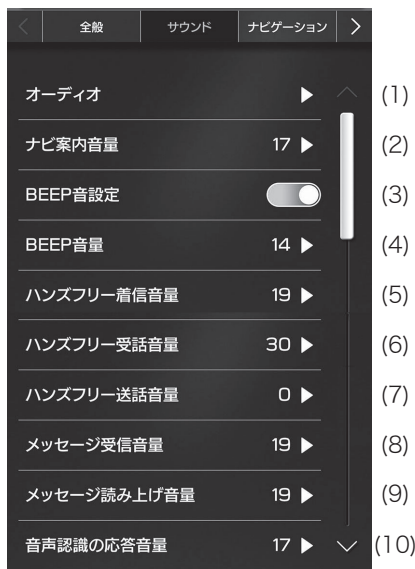 全般 サウンド ナビゲーション
オーディオ (1)
ナビ案内音量 17 (2)
BEEP音設定 (3)
BEEP音量 14 (4)
ハンズフリー着信音量 19 (5)
ハンズフリー受話音量 30 (6)
ハンズフリー送話音量 0 (7)
メッセージ受信音量 19 (8)
メッセージ読み上げ音量 19 (9)
音声認識の応答音量 17 (10)